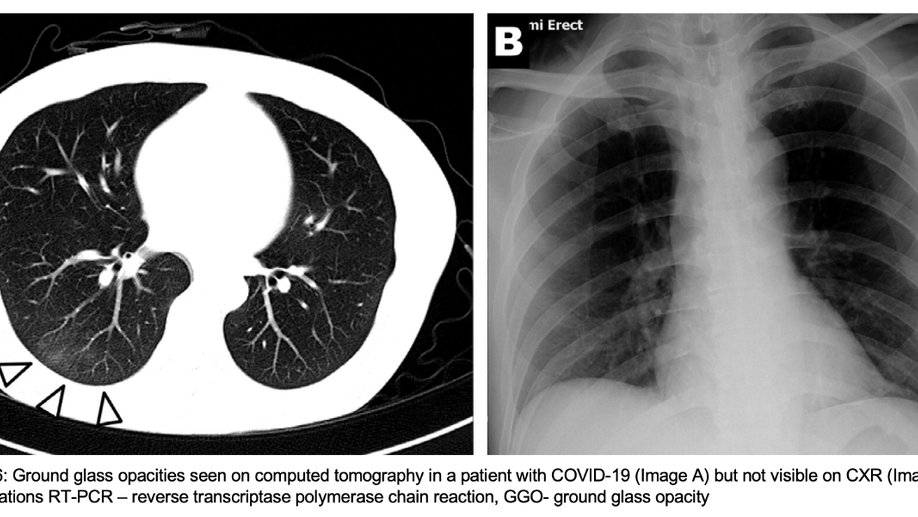 B
mi Erect
6: Ground glass opacities seen on computed tomography in a patient with COVID-19 (Image A) but not visible on CXR (Ima
ations RT-PCR – reverse transcriptase polymerase chain reaction, GGO- ground glass opacity